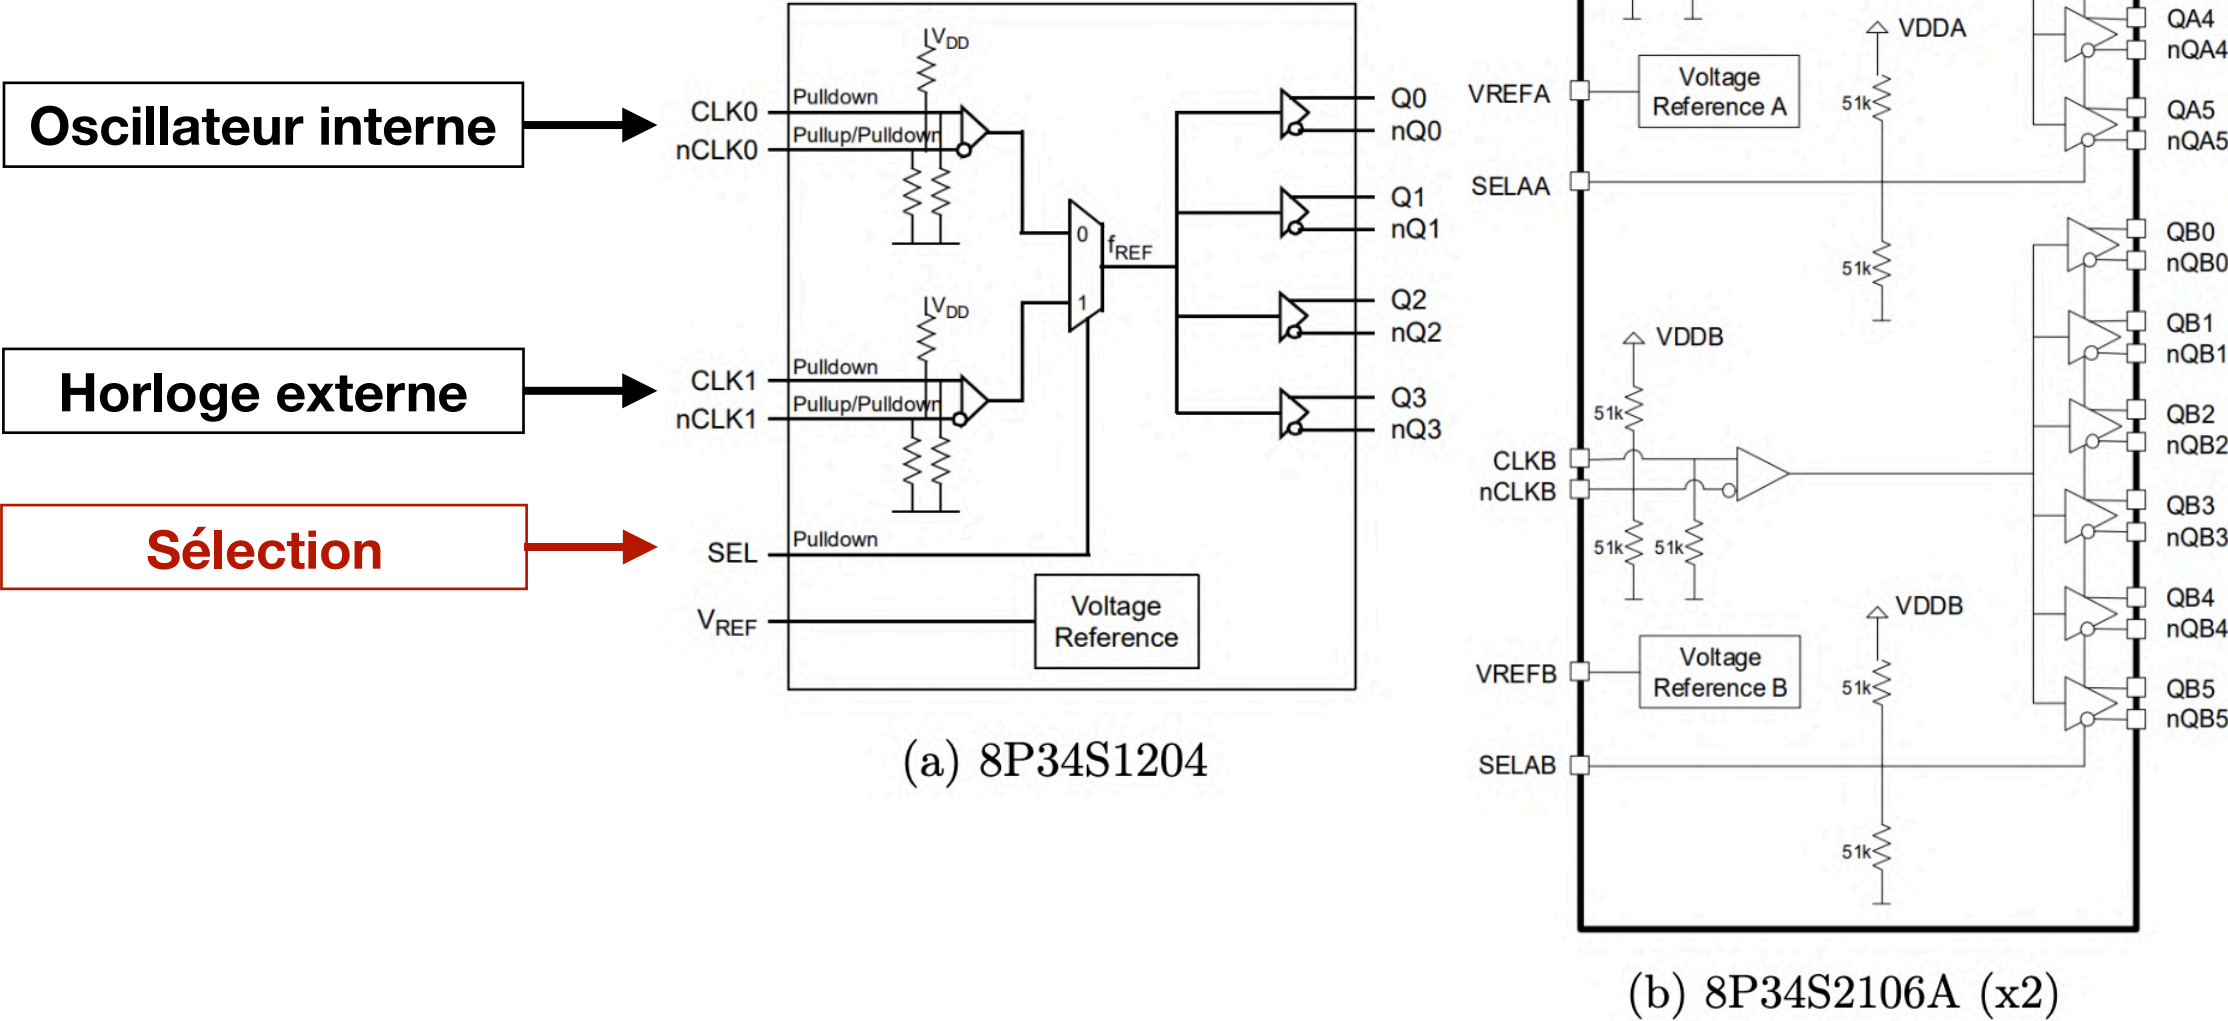 Oscillateur interne
Horloge externe
Sélection
VDD
CLK0
Pulldown
nCLK0
Pullup/Pulldown
0
fREF
1
VDD
CLK1
Pulldown
nCLK1
Pullup/Pulldown
SEL
Pulldown
VREF
Voltage
Reference
Q0
nQ0
Q1
nQ1
Q2
nQ2
Q3
nQ3
(a) 8P34S1204
VREFA
Voltage
Reference A
VDDA
51k
51k
SELAA
QA4
nQA4
QA5
nQA5
QB0
nQB0
VDDB
51k
CLKB
nCLKB
51k
51k
QB1
nQB1
QB2
nQB2
QB3
nQB3
QB4
nQB4
QB5
nQB5
VREFB
Voltage
Reference B
VDDB
51k
SELAB
51k
(b) 8P34S2106A (x2)